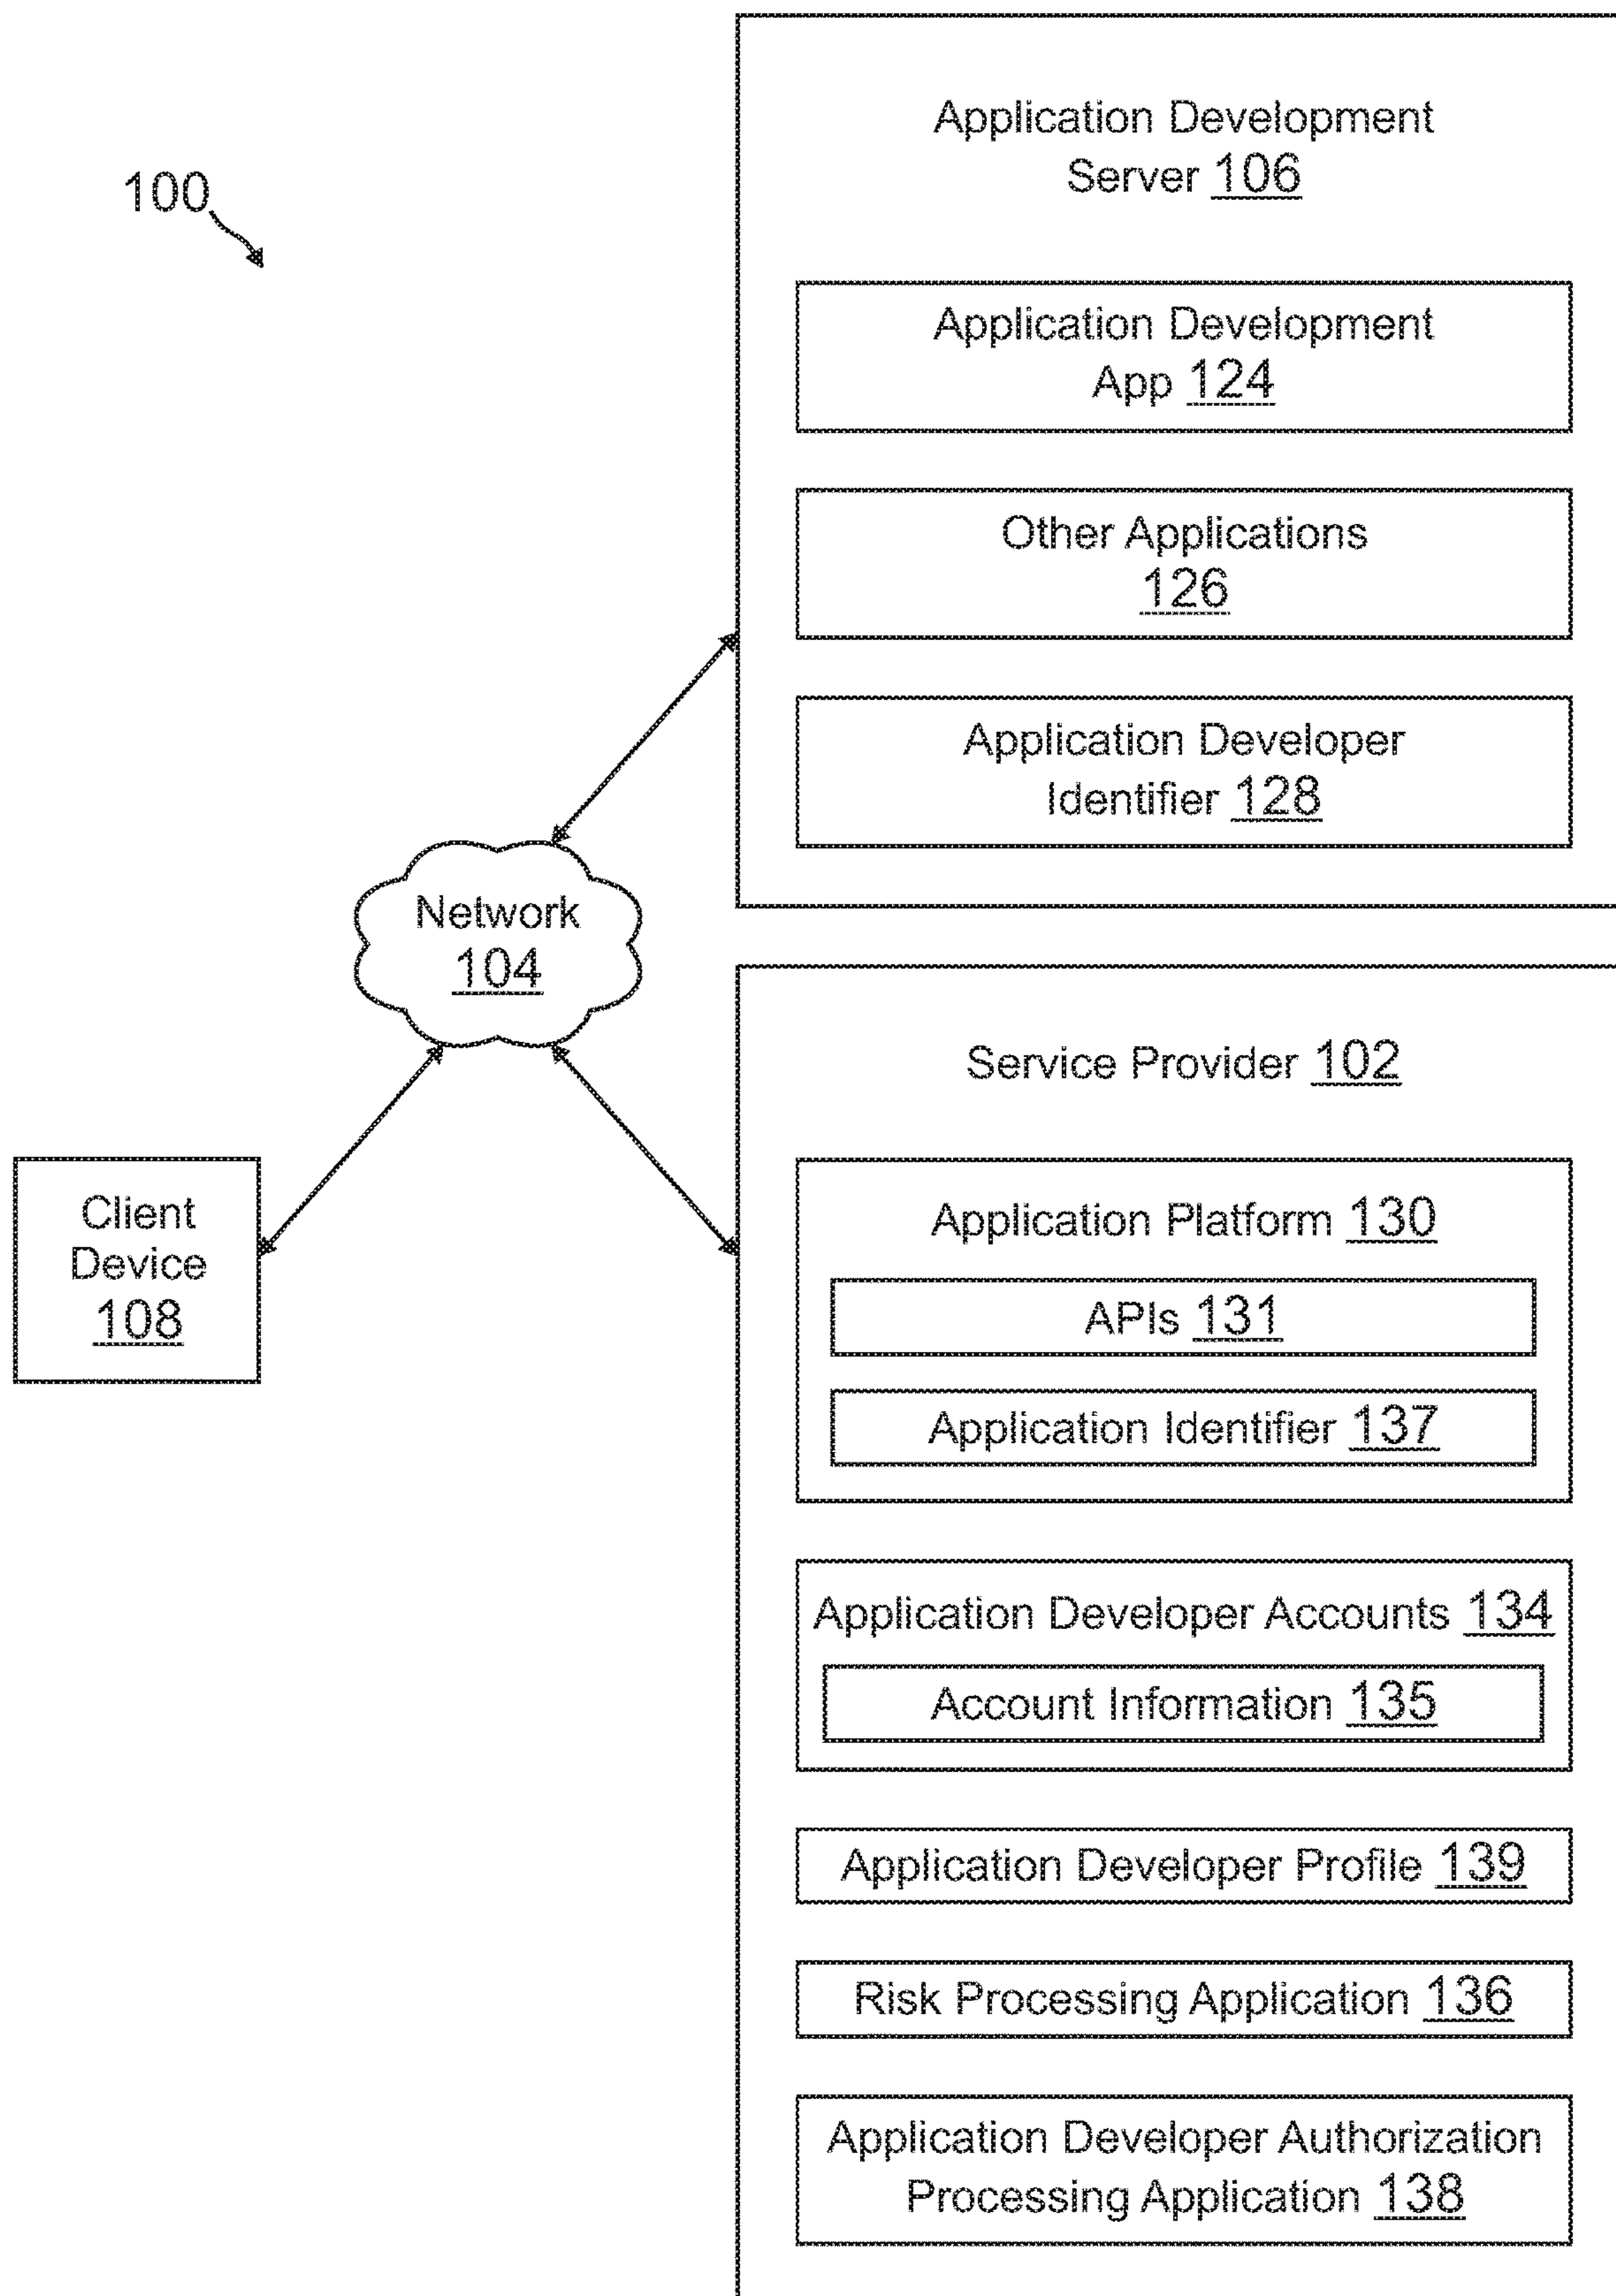 100
Application Development
Server 106
Application Development
App 124
Other Applications
126
Application Developer
Identifier 128
Network
104
Client
Device
108
Service Provider 102
Application Platform 130
APIs 131
Application Identifier 137
Application Developer Accounts 134
Account Information 135
Application Developer Profile 139
Risk Processing Application 136
Application Developer Authorization
Processing Application 138